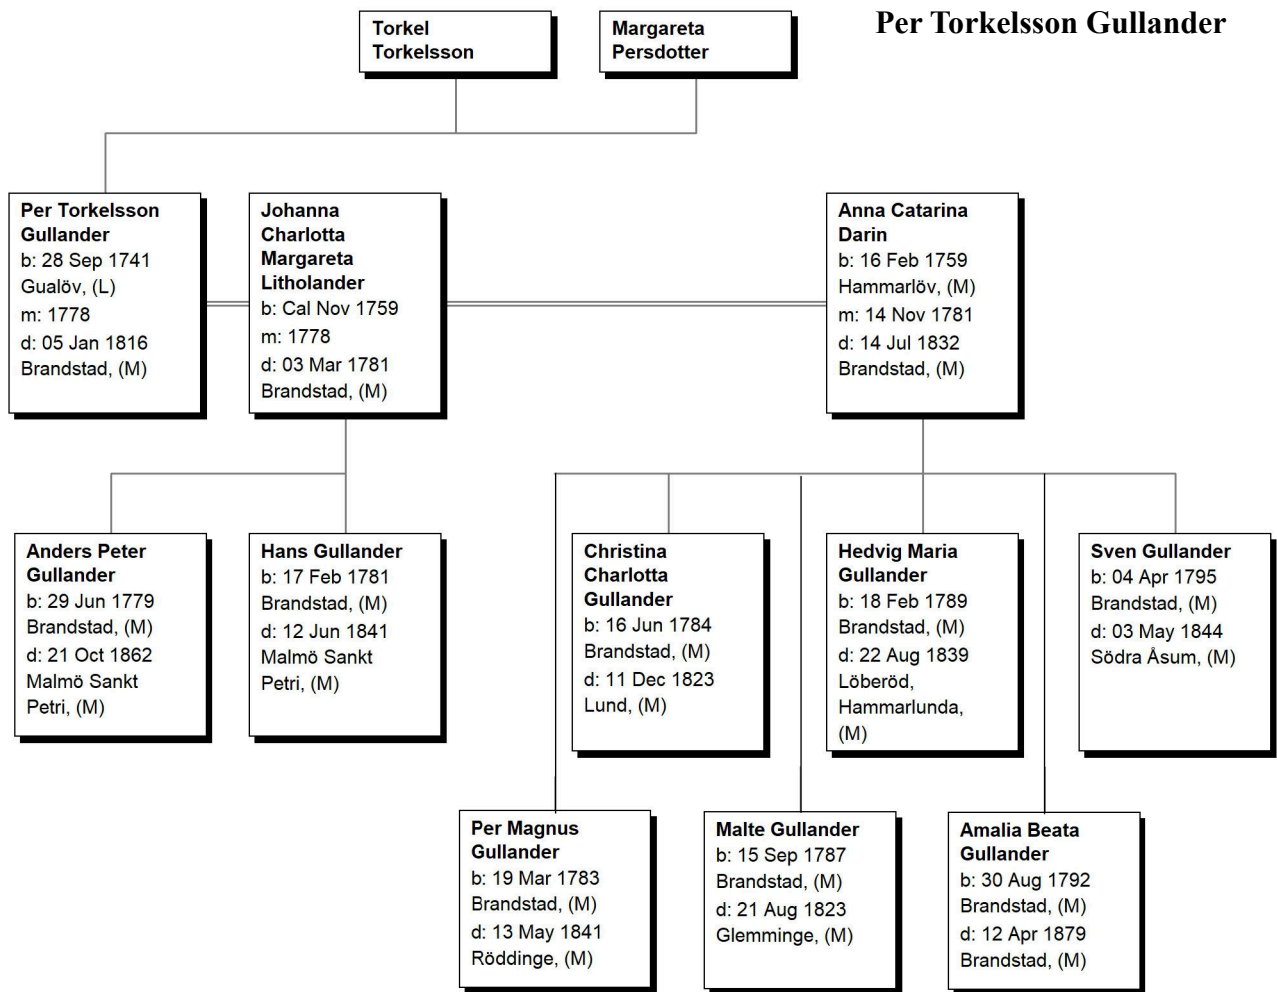 Per Torkelsson Gullander
Torkel
Torkelsson
Margareta
Persdotter
Per Torkelsson
Gullander
b: 28 Sep 1741
Gualöv, (L)
m: 1778
d: 05 Jan 1816
Brandstad, (M)
Johanna
Charlotta
Margareta
Litholander
b: Cal Nov 1759
m: 1778
d: 03 Mar 1781
Brandstad, (M)
Anna Catarina
Darin
b: 16 Feb 1759
Hammarlöv, (M)
m: 14 Nov 1781
d: 14 Jul 1832
Brandstad, (M)
Anders Peter
Gullander
b: 29 Jun 1779
Brandstad, (M)
d: 21 Oct 1862
Malmö Sankt
Petri, (M)
Hans Gullander
b: 17 Feb 1781
Brandstad, (M)
d: 12 Jun 1841
Malmö Sankt
Petri, (M)
Christina
Charlotta
Gullander
b: 16 Jun 1784
Brandstad, (M)
d: 11 Dec 1823
Lund, (M)
Hedvig Maria
Gullander
b: 18 Feb 1789
Brandstad, (M)
d: 22 Aug 1839
Löberöd,
Hammarlunda,
(M)
Sven Gullander
b: 04 Apr 1795
Brandstad, (M)
d: 03 May 1844
Södra Åsum, (M)
Per Magnus
Gullander
b: 19 Mar 1783
Brandstad, (M)
d: 13 May 1841
Röddinge, (M)
Malte Gullander
b: 15 Sep 1787
Brandstad, (M)
d: 21 Aug 1823
Glemminge, (M)
Amalia Beata
Gullander
b: 30 Aug 1792
Brandstad, (M)
d: 12 Apr 1879
Brandstad, (M)